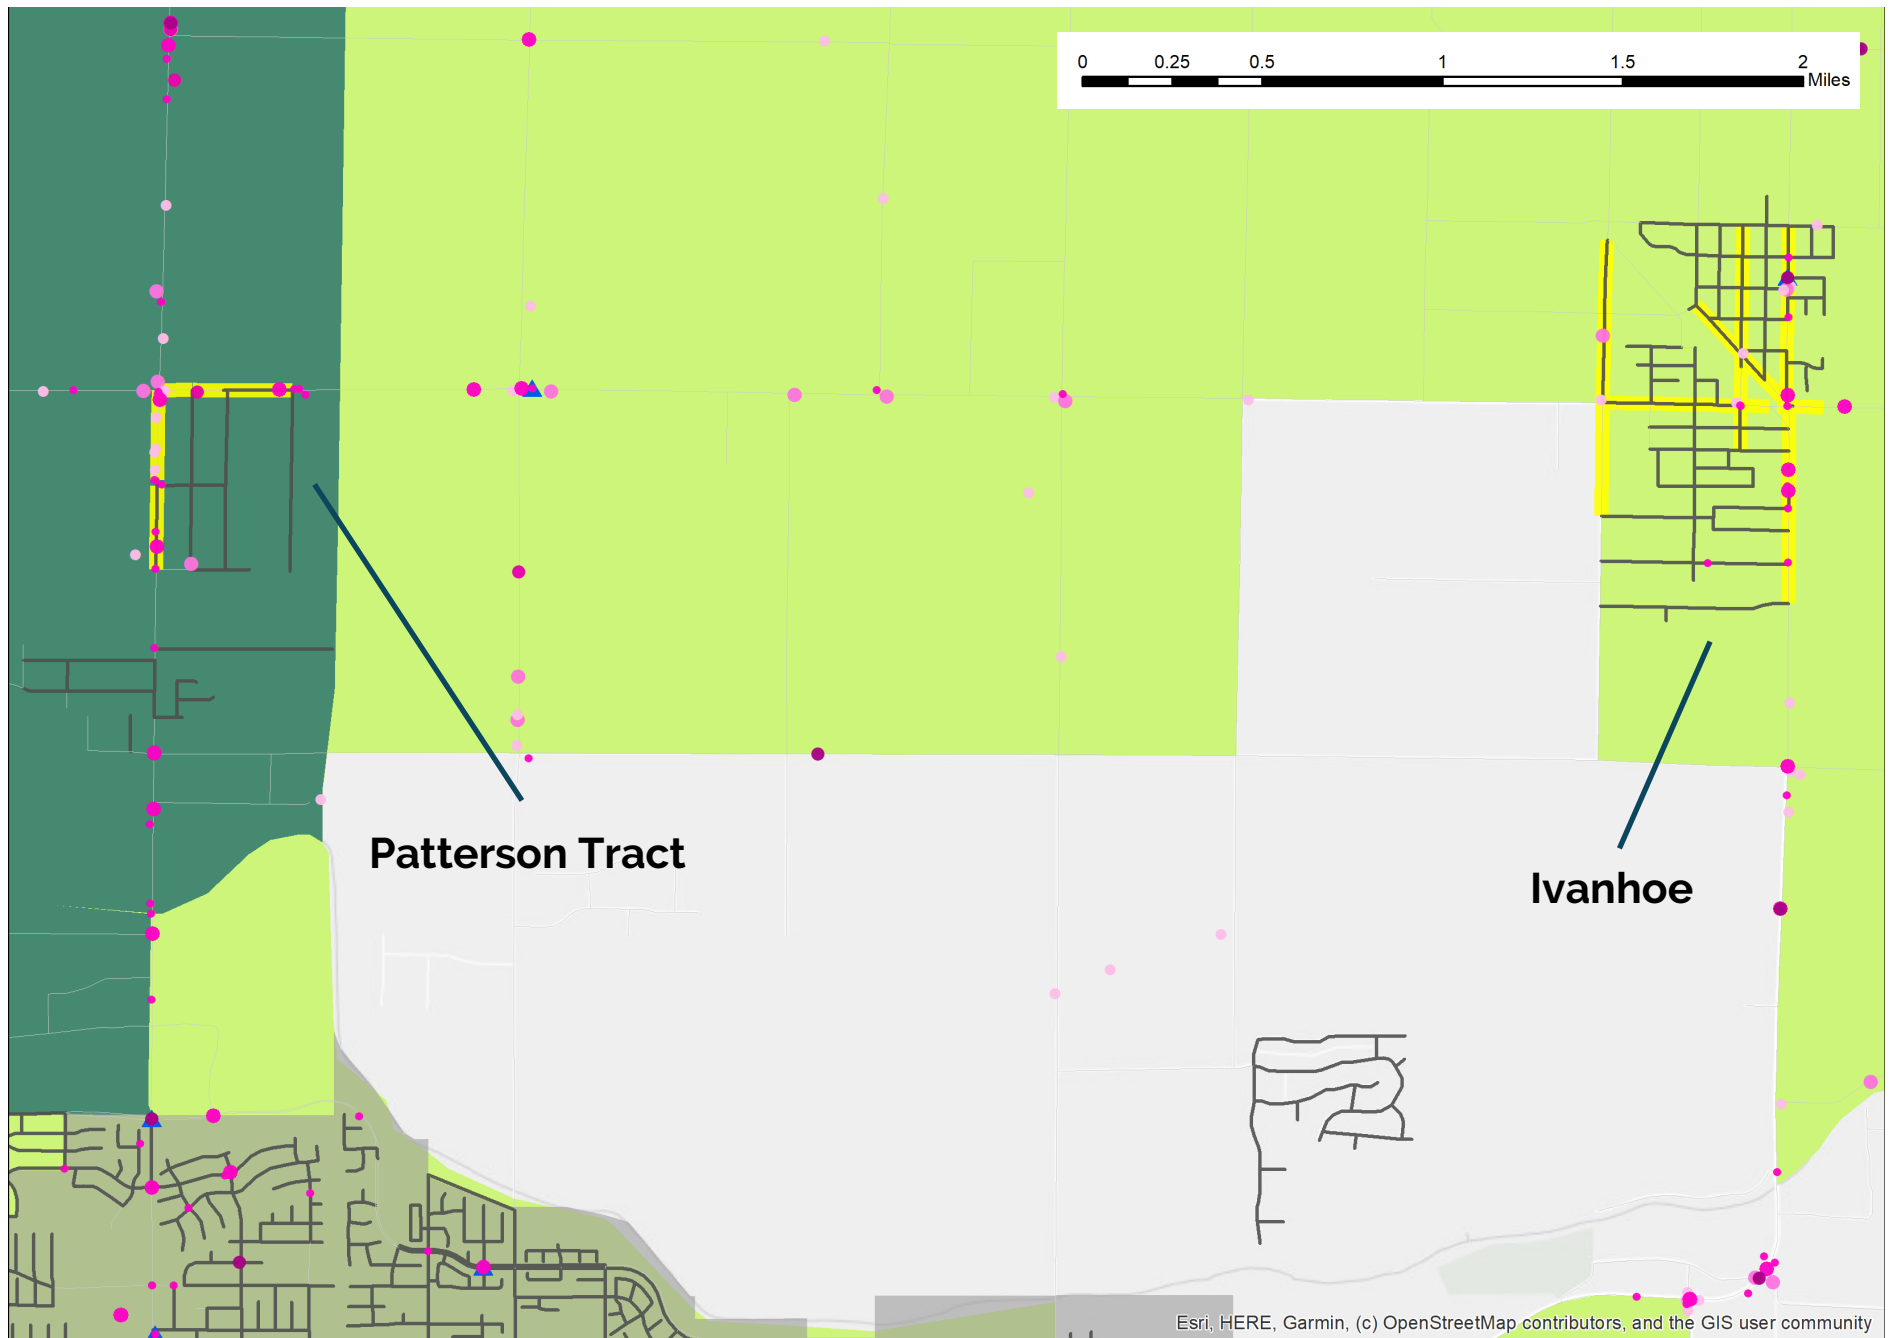 0 0.25 0.5 1 1.5 2
Miles
Patterson Tract
Ivanhoe
Esri, HERE, Garmin, (c) OpenStreetMap contributors, and the GIS user community